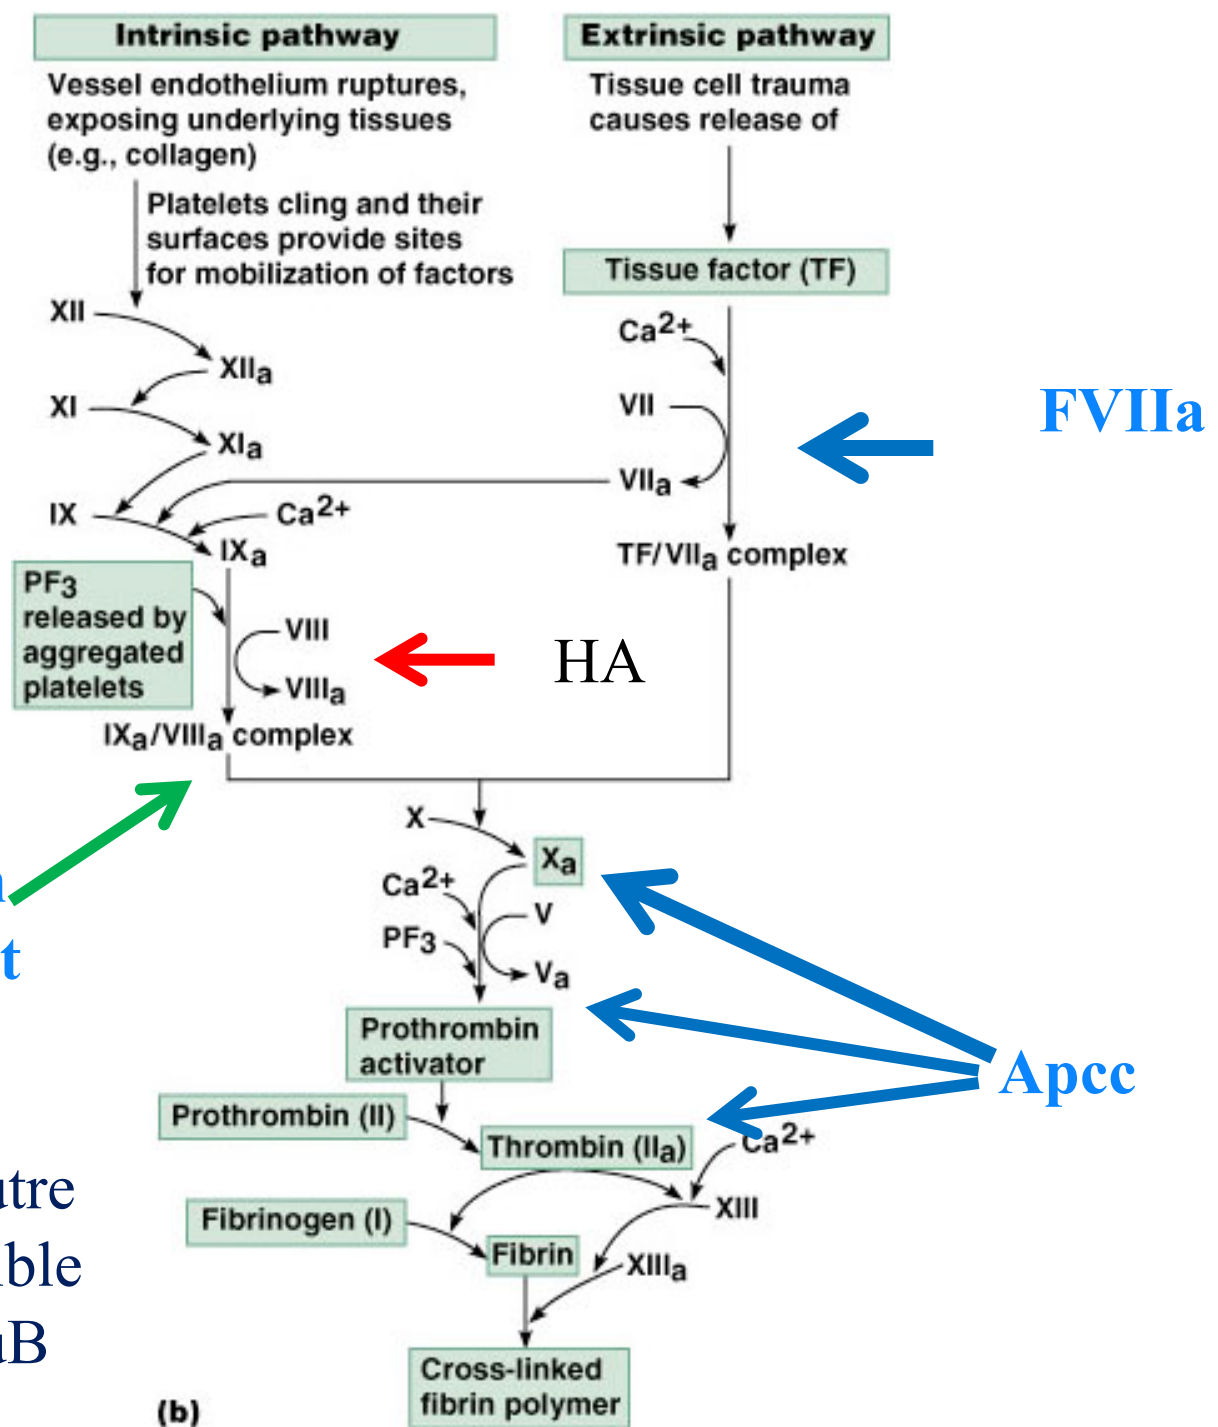 Intrinsic pathway
Vessel endothelium ruptures,
exposing underlying tissues
(e.g., collagen)
Platelets cling and their
surfaces provide sites
for mobilization of factors
XII
XIIa
XI
XIa
IX
Ca2+
IXa
PF3
released by
aggregated
platelets
VIII
VIIIa
HA
IXa/VIIIa complex
Extrinsic pathway
Tissue cell trauma
causes release of
Tissue factor (TF)
Ca2+
VII
VIIa
FVIIa
TF/VIIa complex
X
Xa
Ca2+
V
PF3
Va
Prothrombin
activator
Apcc
Prothrombin (II)
Thrombin (IIa)
Ca2+
Fibrinogen (I)
XIII
Fibrin
XIIIa
Cross-linked
fibrin polymer
(b)